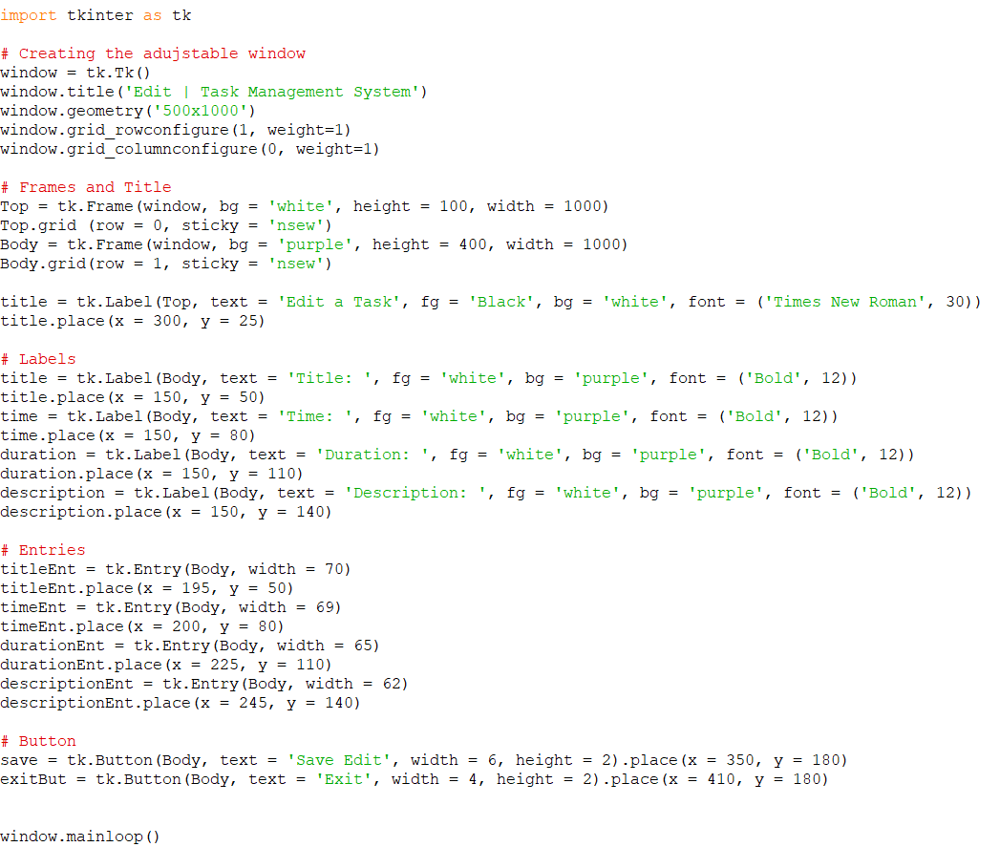 import tkinter as tk
# Creating the adujstable window
window = tk.Tk()
window.title('Edit | Task Management System')
window.geometry('500x1000')
window.grid_rowconfigure(1, weight=1)
window.grid_columnconfigure(0, weight=1)
# Frames and Title
Top = tk.Frame(window, bg = 'white', height = 100, width = 1000)
Top.grid (row = 0, sticky = 'nsew')
Body = tk.Frame(window, bg = 'purple', height = 400, width = 1000)
Body.grid(row = 1, sticky = 'nsew')
title = tk.Label(Top, text = 'Edit a Task', fg = 'Black', bg = 'white', font = ('Times New Roman', 30))
title.place(x = 300, y = 25)
# Labels
title = tk.Label(Body, text = 'Title: ', fg = 'white', bg = 'purple', font = ('Bold', 12))
title.place(x = 150, y = 50)
time = tk.Label(Body, text = 'Time: ', fg = 'white', bg = 'purple', font = ('Bold', 12))
time.place(x = 150, y = 80)
duration = tk.Label(Body, text = 'Duration: ', fg = 'white', bg = 'purple', font = ('Bold', 12))
duration.place(x = 150, y = 110)
description = tk.Label(Body, text = 'Description: ', fg = 'white', bg = 'purple', font = ('Bold', 12))
description.place(x = 150, y = 140)
# Entries
titleEnt = tk.Entry(Body, width = 70)
titleEnt.place(x = 195, y = 50)
timeEnt = tk.Entry(Body, width = 69)
timeEnt.place(x = 200, y = 80)
durationEnt = tk.Entry(Body, width = 65)
durationEnt.place(x = 225, y = 110)
descriptionEnt = tk.Entry(Body, width = 62)
descriptionEnt.place(x = 245, y = 140)
# Button
save = tk.Button(Body, text = 'Save Edit', width = 6, height = 2).place(x = 350, y = 180)
exitBut = tk.Button(Body, text = 'Exit', width = 4, height = 2).place(x = 410, y = 180)
window.mainloop()